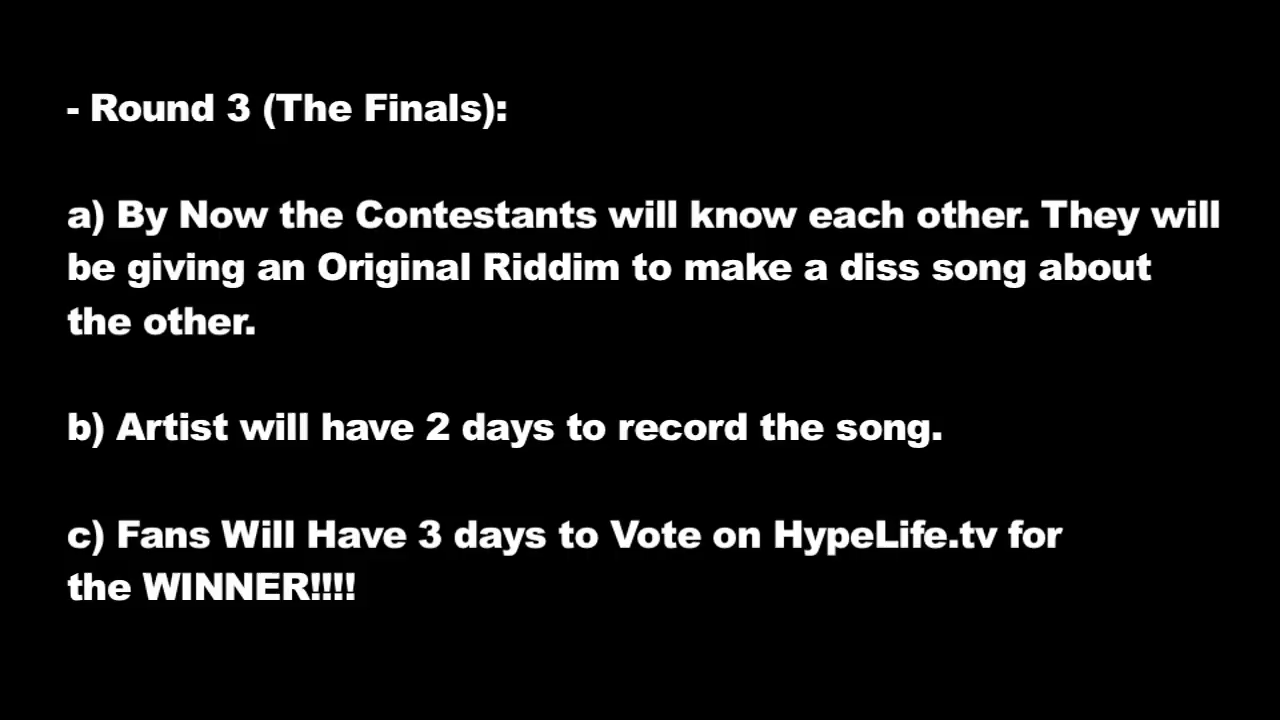 - Round 3 (The Finals):
a) By Now the Contestants will know each other. They will
be giving an Original Riddim to make a diss song about
the other.
b) Artist will have 2 days to record the song.
c) Fans Will Have 3 days to Vote on HypeLife.tv for
the WINNER!!!!